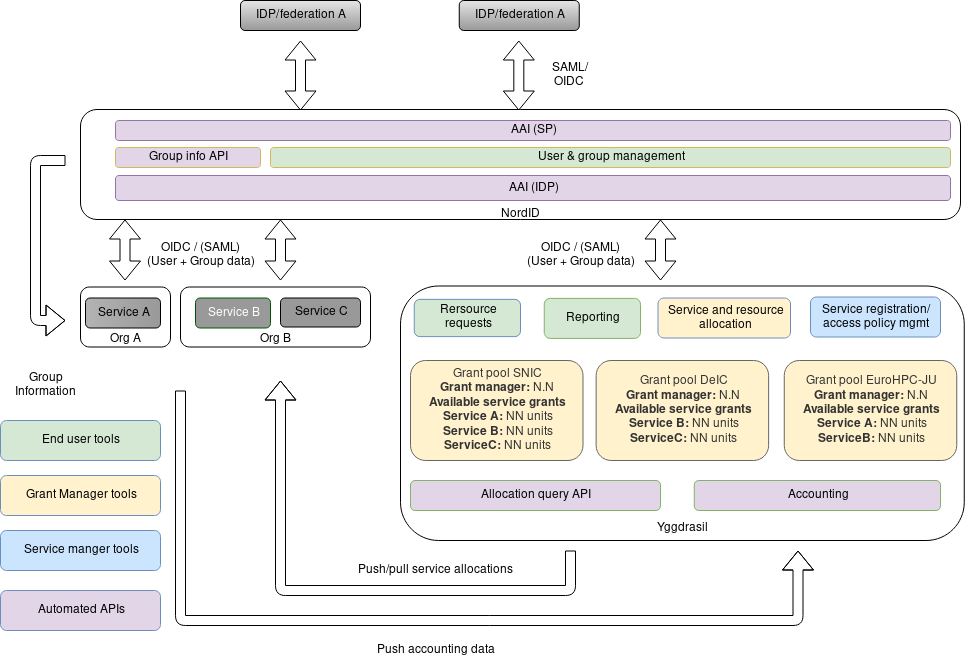 IDP/federation A
IDP/federation A
SAML/
OIDC
AAI (SP)
Group info API
User & group management
AAI (IDP)
NordID
OIDC / (SAML)
(User + Group data)
OIDC / (SAML)
(User + Group data)
Service A
Org A
Service B
Service C
Org B
Rersource
requests
Reporting
Service and resource
allocation
Service registration/
access policy mgmt
Grant pool SNIC
Grant manager: N.N
Available service grants
Service A: NN units
Service B: NN units
ServiceC: NN units
Grant pool DeIC
Grant manager: N.N
Available service grants
Service B: NN units
ServiceC: NN units
Grant pool EuroHPC-JU
Grant manager: N.N
Available service grants
Service A: NN units
ServiceB: NN units
Allocation query API
Accounting
Yggdrasil
Group
Information
End user tools
Grant Manager tools
Service manger tools
Automated APIs
Push/pull service allocations
Push accounting data